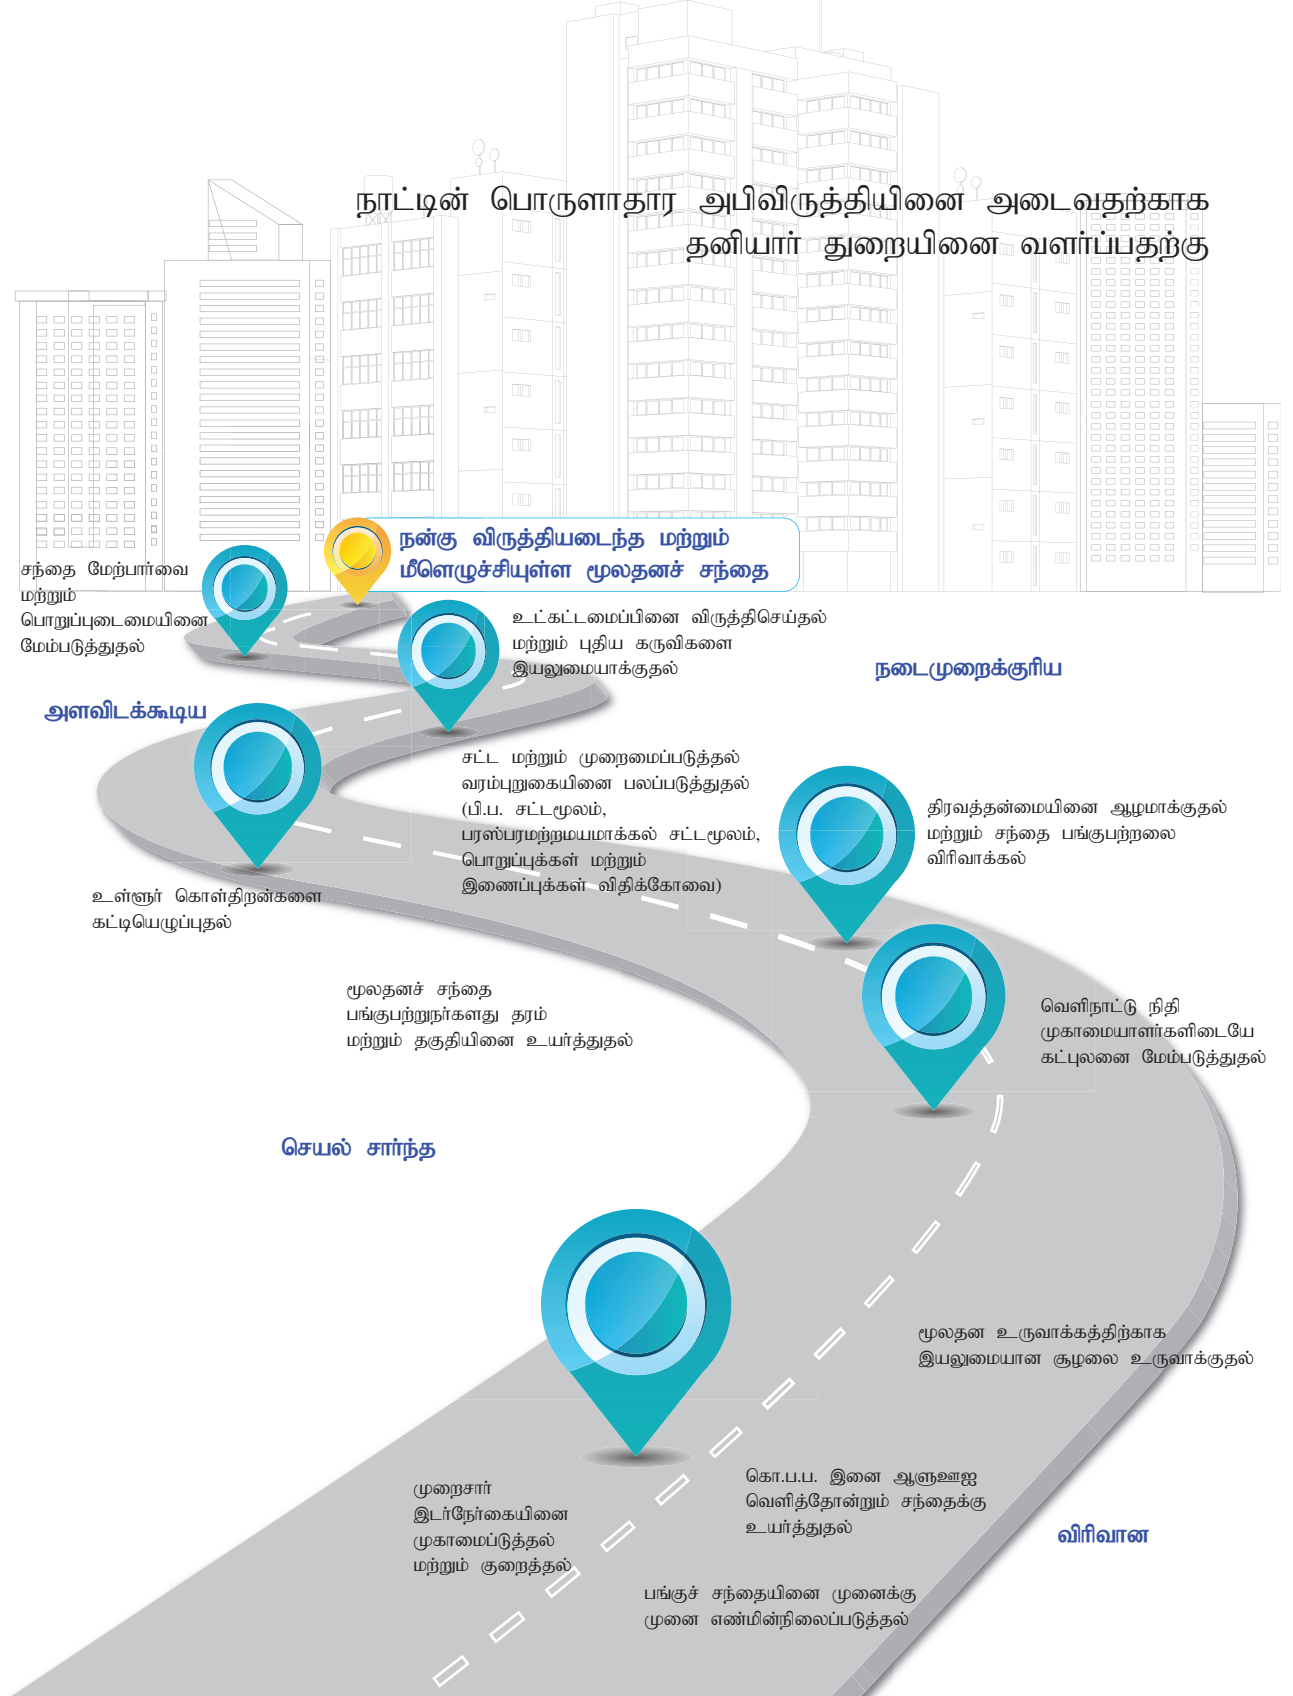 நாட்டின் பொருளாதார அபிவிருத்தியினை அடைவதற்காக
தனியார் துறையினை வளர்ப்பதற்கு
நன்கு விருத்தியடைந்த மற்றும்
மீளெழுச்சியுள்ள மூலதனச் சந்தை
சந்தை மேற்பார்வை
மற்றும்
பொறுப்புடைமையினை
மேம்படுத்துதல்
உட்கட்டமைப்பினை விருத்திசெய்தல்
மற்றும் புதிய கருவிகளை
இயலுமையாக்குதல்
நடைமுறைக்குரிய
அளவிடக்கூடிய
சட்ட மற்றும் முறைமைப்படுத்தல்
வரம்புறுகையினை பலப்படுத்துதல்
(பி.ப. சட்டமூலம்,
பரஸ்பரமற்றமயமாக்கல் சட்டமூலம்,
பொறுப்புக்கள் மற்றும்
இணைப்புக்கள் விதிக்கோவை)
திரவத்தன்மையினை ஆழமாக்குதல்
மற்றும் சந்தை பங்குபற்றலை
விரிவாக்கல்
உள்ளூர் கொள்திறன்களை
கட்டியெழுப்புதல்
மூலதனச் சந்தை
பங்குபற்றுநர்களது தரம்
மற்றும் தகுதியினை உயர்த்துதல்
வெளிநாட்டு நிதி
முகாமையாளர்களிடையே
கட்புலனை மேம்படுத்துதல்
செயல் சார்ந்த
மூலதன உருவாக்கத்திற்காக
இயலுமையான சூழலை உருவாக்குதல்
முறைசார்
இடர்நேர்கையினை
முகாமைப்டுத்தல்
மற்றும் குறைத்தல்
கொ.ப.ப. இனை ஆளுஊஐ
வெளித்தோன்றும் சந்தைக்கு
உயர்த்துதல்
விரிவான
பங்குச் சந்தையினை முனைக்கு
முனை எண்மின்நிலைப்படுத்தல்